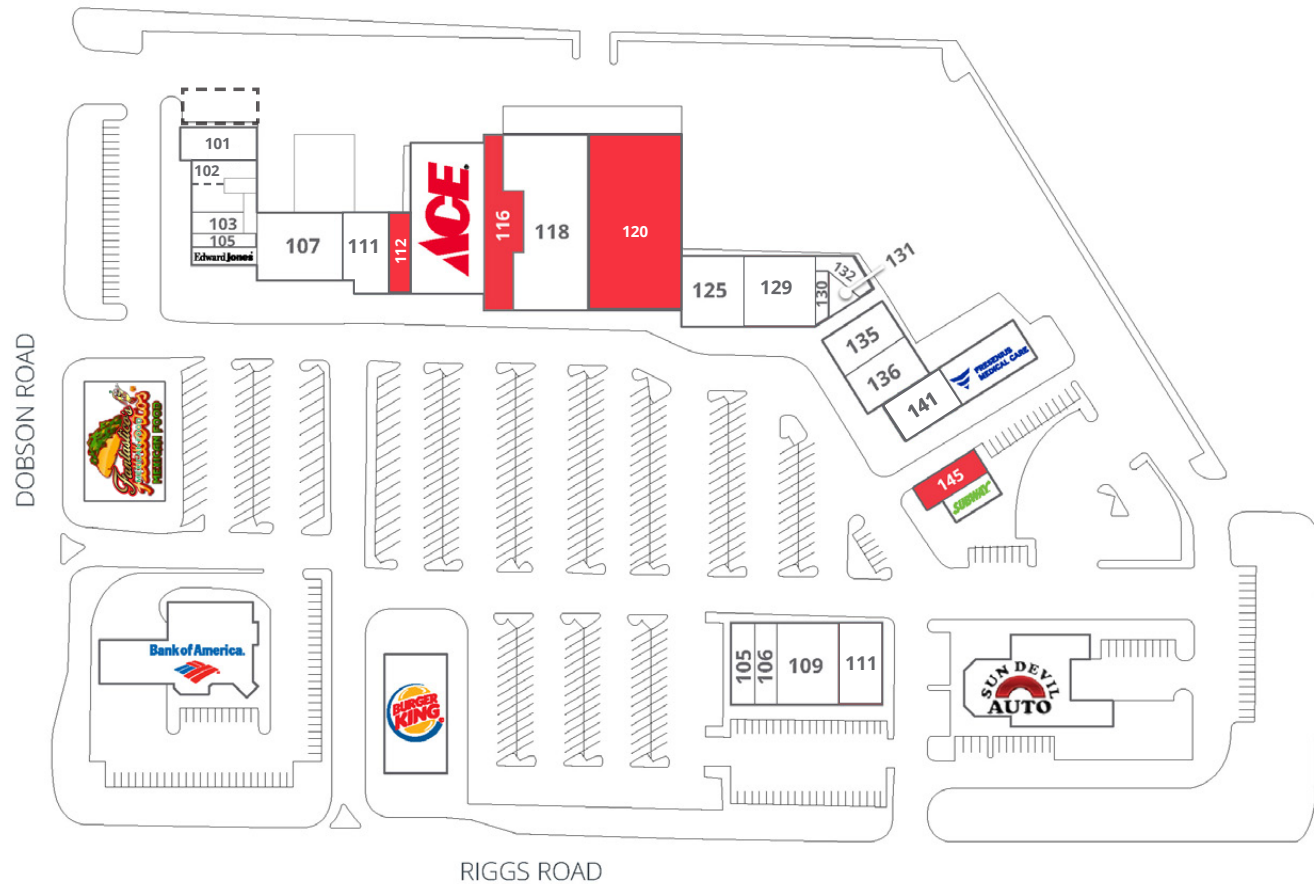 101
102
103
105
Edward Jones
107
111
112
ACE
116
118
120
125
129
130
132
131
135
136
141
FRESENIUS
MEDICAL CARE
145
SUBWAY
DOBSON ROAD
MEXICAN FOOD
Bank of America.
BURGER
KING
105
106
109
111
SUN DEVIL
AUTO
RIGGS ROAD